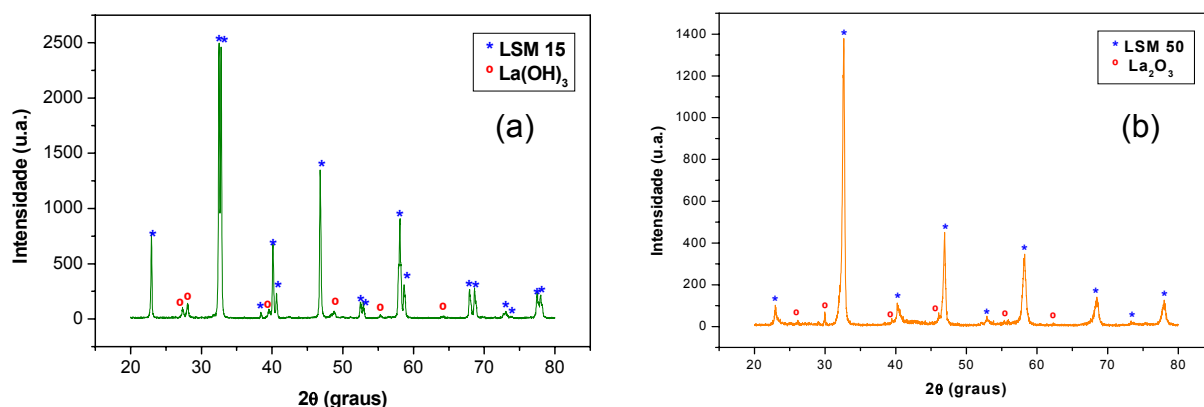 Intensidade (u.a.)
2500
2000
1500
1000
500
0
20 30 40 50 60 70 80
2θ (graus)
* LSM 15
o La(OH)₃
(a)
Intensidade (u.a.)
1400
1200
1000
800
600
400
200
0
20 30 40 50 60 70 80
2θ (graus)
* LSM 50
o La₂O₃
(b)